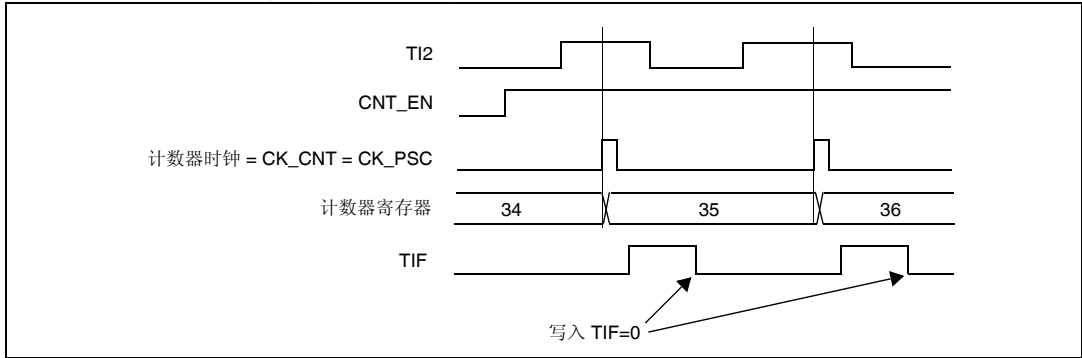 TI2
CNT_EN
计数器时钟 = CK_CNT = CK_PSC
计数器寄存器 34 35 36
TIF
写入 TIF=0